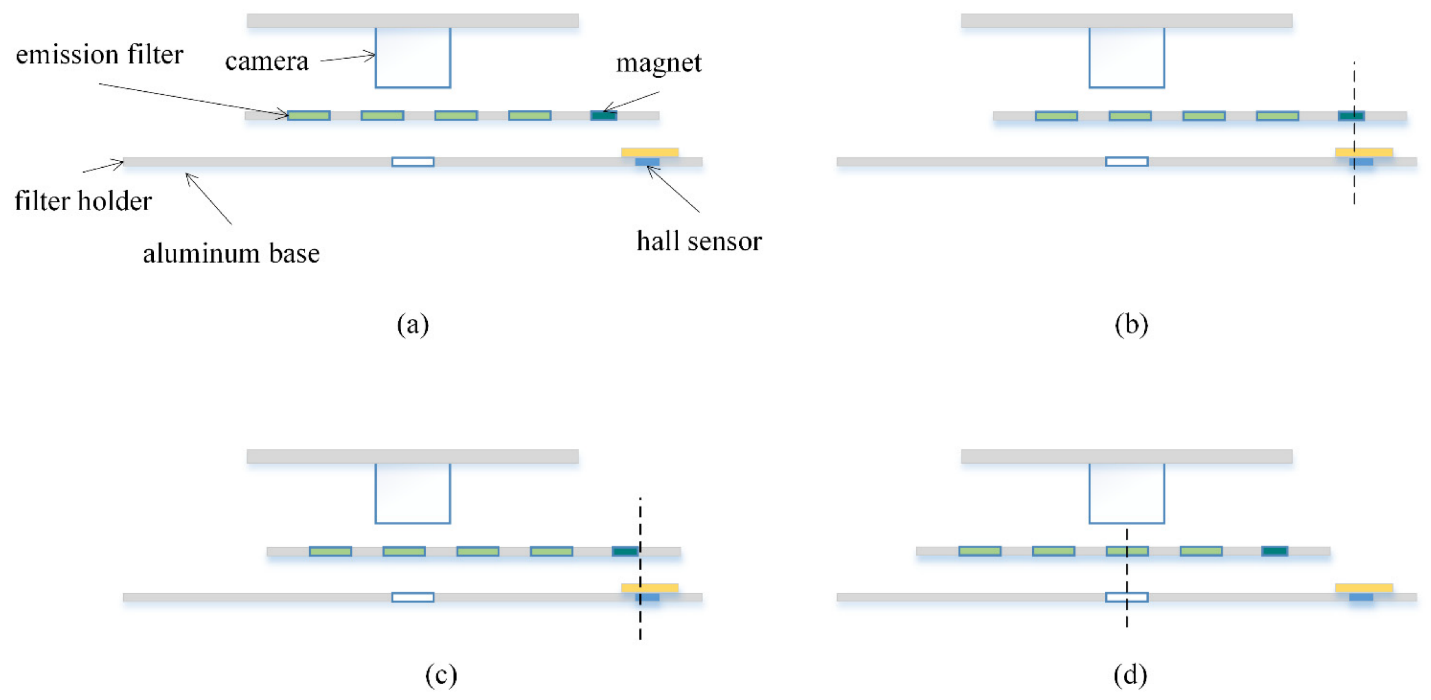 emission filter
camera
magnet
filter holder
aluminum base
hall sensor
(a)
(b)
(c)
(d)